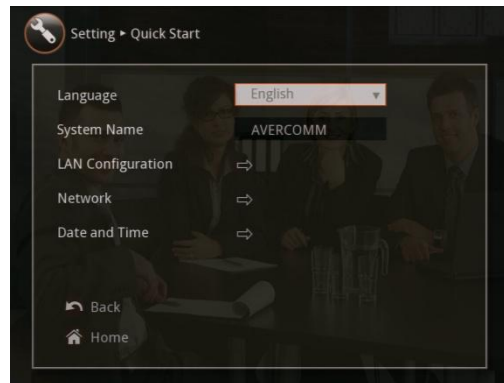 Setting ▸ Quick Start
Language English
System Name AVERCOMM
LAN Configuration
Network
Date and Time
Back
Home